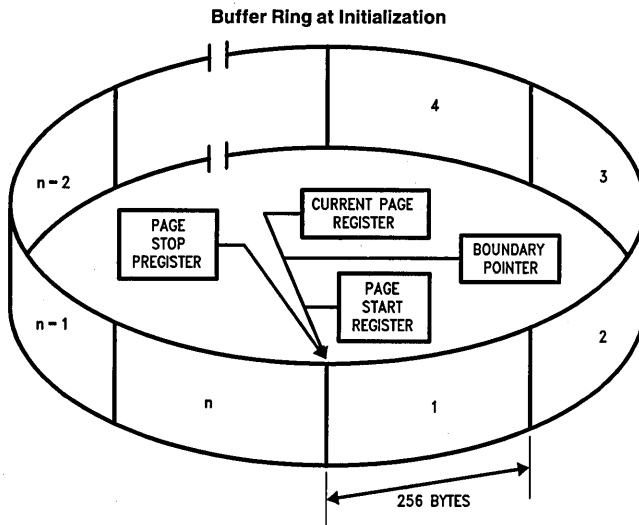 Buffer Ring at Initialization
4
n-2
3
CURRENT PAGE
REGISTER
PAGE
STOP
PREGISTER
BOUNDARY
POINTER
PAGE
START
REGISTER
n-1
2
n
1
256 BYTES